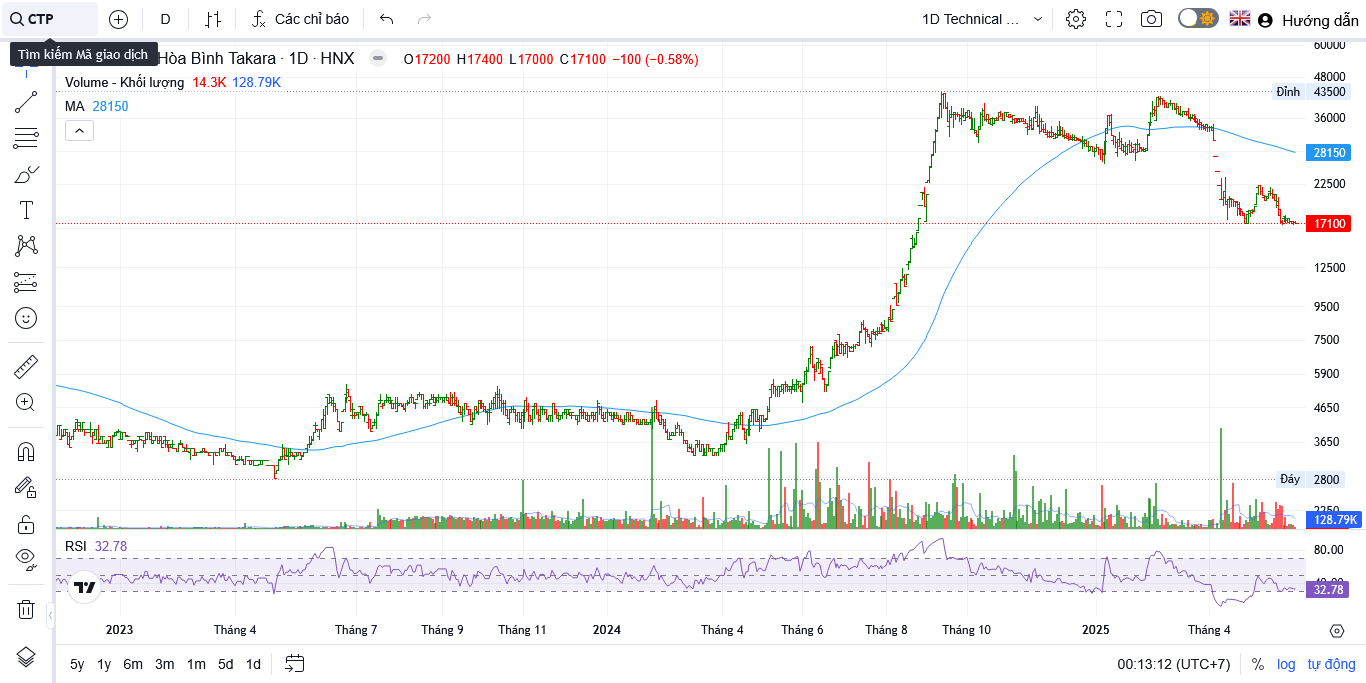 CTP
D
Các chỉ báo
1D Technical ...
Hướng dẫn
Tìm kiếm Mã giao dịch
Hòa Bình Takara · 1D · HNX
O17200 H17400 L17000 C17100 −100 (−0.58%)
Volume - Khối lượng 14.3K 128.79K
MA 28150
60000
48000
Đỉnh 43500
36000
28150
22500
17100
12500
9500
7500
5900
4650
3650
Đáy 2800
2250
128.79K
RSI 32.78
80.00
40.00
32.78
2023 Tháng 4 Tháng 7 Tháng 9 Tháng 11 2024 Tháng 4 Tháng 6 Tháng 8 Tháng 10 2025 Tháng 4
5y 1y 6m 3m 1m 5d 1d
00:13:12 (UTC+7) % log tự động